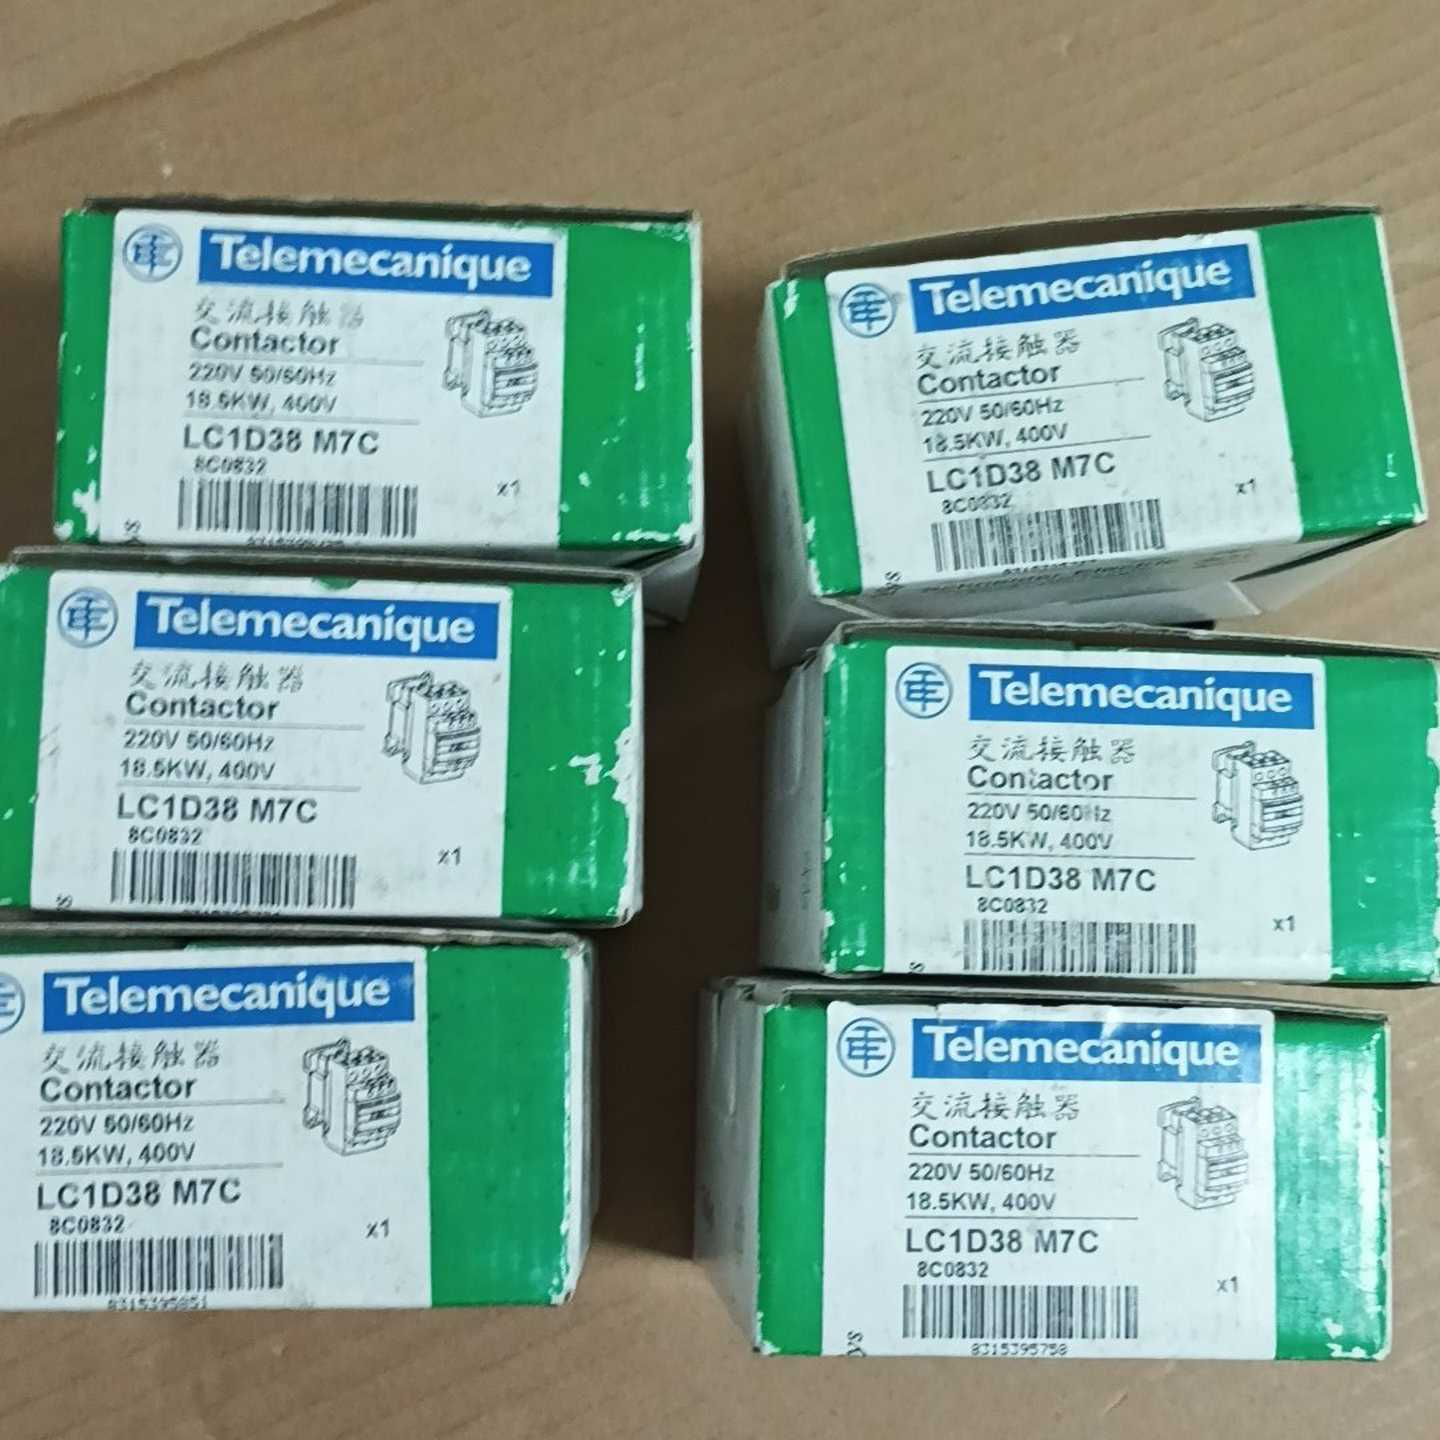 Telemecanique
交流接触器
Contactor
220V 50/60Hz
18.5KW, 400V
LC1D38 M7C
8C0832
x1
Telemecanique
交流接触器
Contactor
220V 50/60Hz
18.5KW, 400V
LC1D38 M7C
8C0832
x1
Telemecanique
交流接触器
Contactor
220V 50/60Hz
18.5KW, 400V
LC1D38 M7C
8C0832
x1
Telemecanique
交流接触器
Contactor
220V 50/60Hz
18.5KW, 400V
LC1D38 M7C
8C0832
x1
Telemecanique
交流接触器
Contactor
220V 50/60Hz
18.5KW, 400V
LC1D38 M7C
8C0832
x1
8315395851
Telemecanique
交流接触器
Contactor
220V 50/60Hz
18.5KW, 400V
LC1D38 M7C
8C0832
x1
8315395758